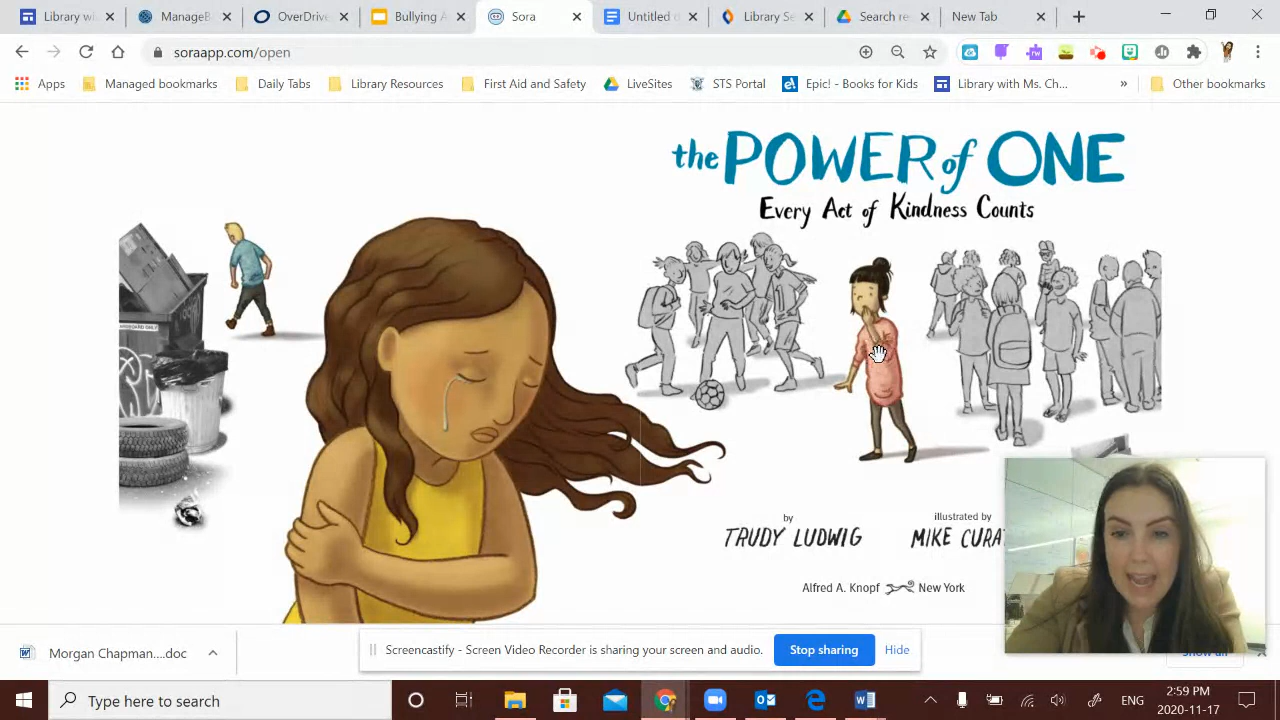 Library wi
ManageB
OverDrive
Bullying A
Sora
Untitled d
Library Se
Search re
New Tab
soraapp.com/open
Apps
Managed bookmarks
Daily Tabs
Library Resources
First Aid and Safety
LiveSites
STS Portal
Epic! - Books for Kids
Library with Ms. Ch...
Other bookmarks
the POWER of ONE
Every Act of Kindness Counts
by
TRUDY LUDWIG
illustrated by
MIKE CURA
Alfred A. Knopf
New York
Morgan Chapman....doc
Screencastify - Screen Video Recorder is sharing your screen and audio.
Stop sharing
Hide
Show all
Type here to search
ENG
2:59 PM
2020-11-17